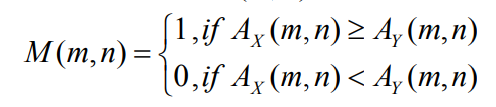 M(m,n) = {1, if A_X(m,n) ≥ A_Y(m,n)
0, if A_X(m,n) < A_Y(m,n)